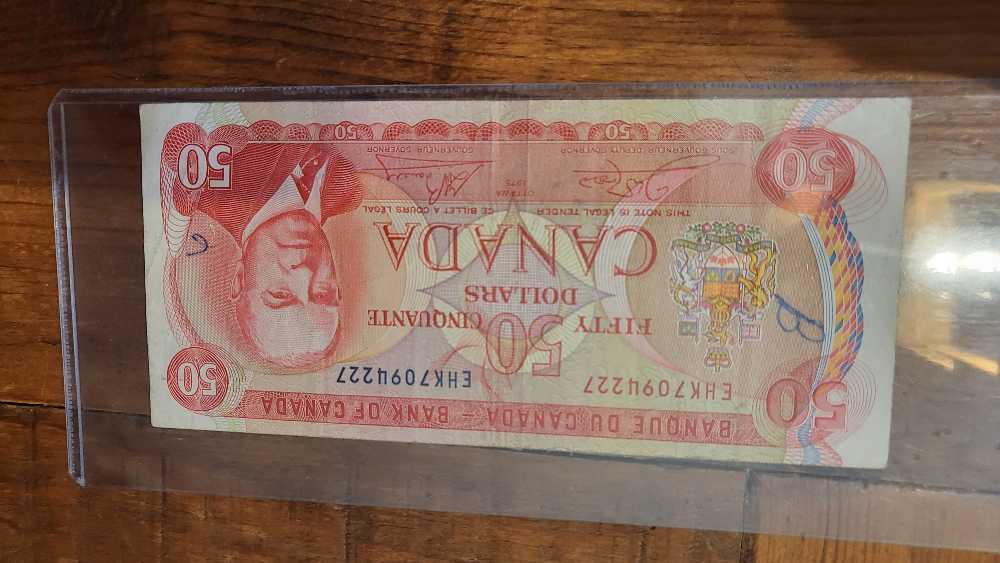 BANQUE DU CANADA – BANK OF CANADA
50
50
EHK7094227
EHK7094227
FIFTY 50 CINQUANTE
DOLLARS
CANADA
THIS NOTE IS LEGAL TENDER CE BILLET A COURS LÉGAL
OTTAWA
1975
DEPUTY GOVERNOR SOUS GOUVERNEUR
GOVERNOR GOUVERNEUR
50
50
50
50